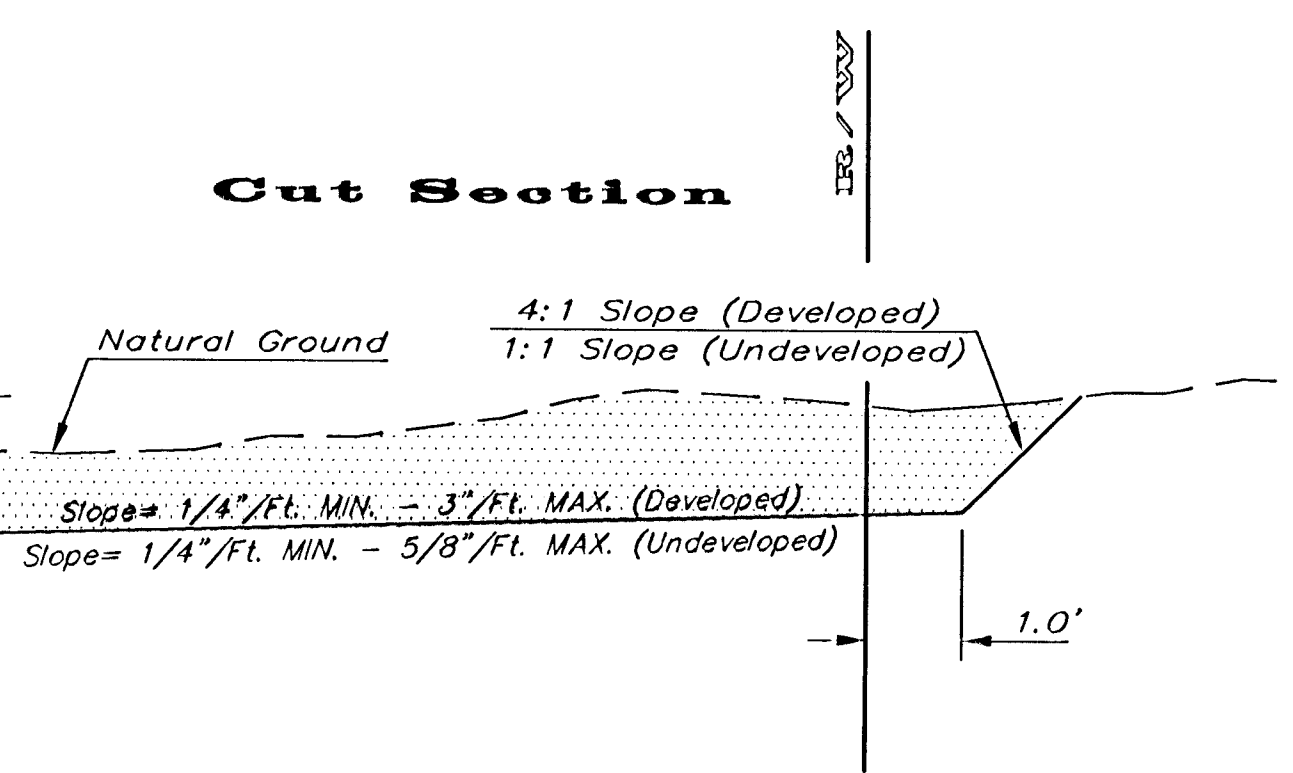 R/W
Cut Section
4:1 Slope (Developed)
1:1 Slope (Undeveloped)
Natural Ground
Slope= 1/4"/Ft. MIN. - 3"/Ft. MAX. (Developed)
Slope= 1/4"/Ft. MIN. - 5/8"/Ft. MAX. (Undeveloped)
1.0'